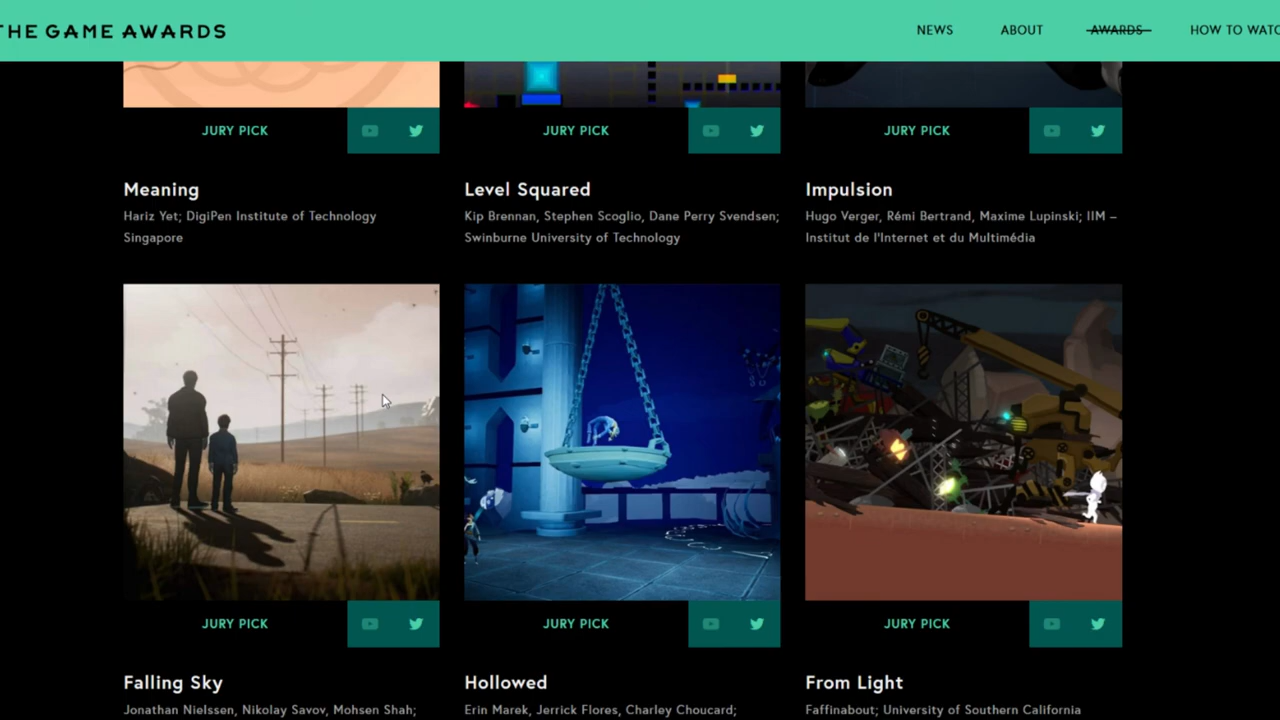 THE GAME AWARDS
NEWS ABOUT AWARDS HOW TO WATC
JURY PICK JURY PICK JURY PICK
Meaning
Hariz Yet; DigiPen Institute of Technology
Singapore
Level Squared
Kip Brennan, Stephen Scoglio, Dane Perry Svendsen;
Swinburne University of Technology
Impulsion
Hugo Verger, Rémi Bertrand, Maxime Lupinski; IIM –
Institut de l'Internet et du Multimédia
JURY PICK JURY PICK JURY PICK
Falling Sky
Jonathan Nielssen, Nikolay Savov, Mohsen Shah;
Hollowed
Erin Marek, Jerrick Flores, Charley Choucard;
From Light
Faffinabout; University of Southern California